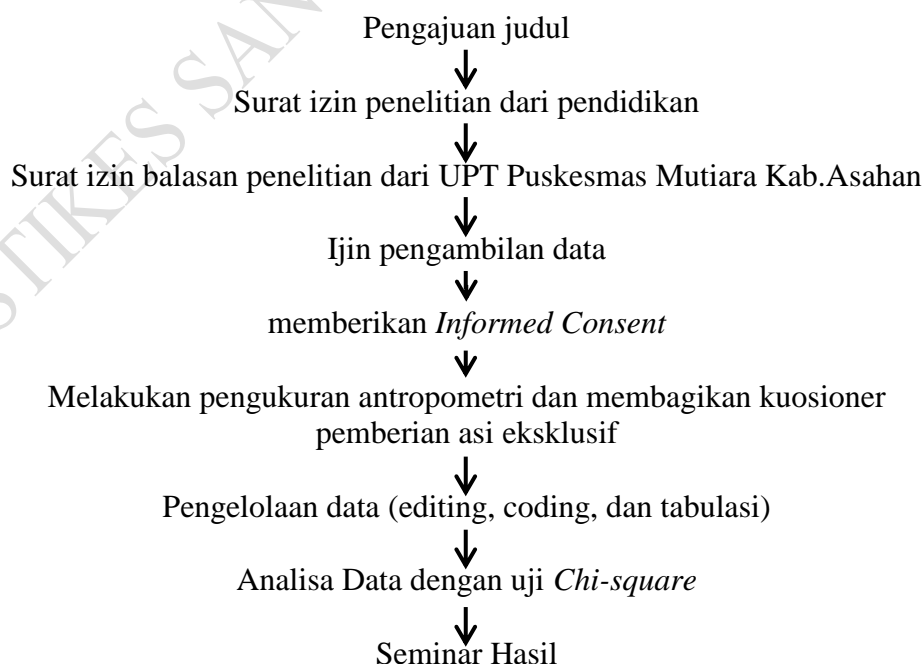 Pengajuan judul
Surat izin penelitian dari pendidikan
Surat izin balasan penelitian dari UPT Puskesmas Mutiara Kab.Asahan
Ijin pengambilan data
memberikan Informed Consent
Melakukan pengukuran antropometri dan membagikan kuosioner
pemberian asi eksklusif
Pengelolaan data (editing, coding, dan tabulasi)
Analisa Data dengan uji Chi-square
Seminar Hasil
STIKES